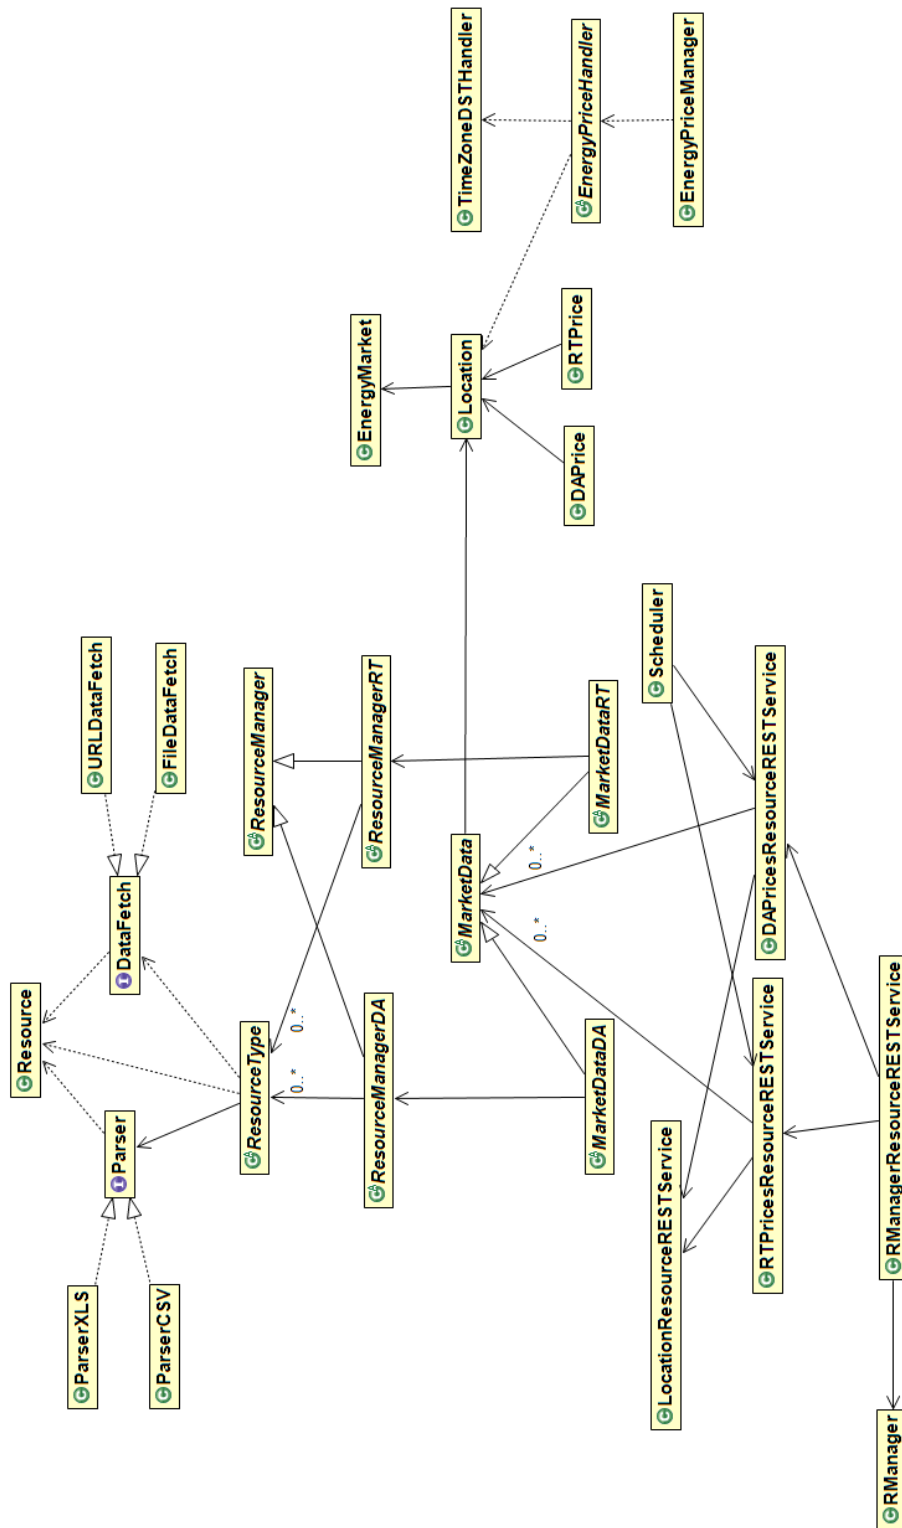 Resource
ParserXLS
URLDataFetch
Parser
DataFetch
ParserCSV
FileDataFetch
ResourceType
ResourceManager
0..*
0..*
ResourceManagerDA
ResourceManagerRT
EnergyMarket
MarketData
Location
TimeZoneDSTHandler
0..*
0..*
MarketDataDA
MarketDataRT
DAPrice
RTPrice
EnergyPriceHandler
LocationResourceRESTService
Scheduler
EnergyPriceManager
RTPricesResourceRESTService
DAPricesResourceRESTService
RManager
RManagerResourceRESTService